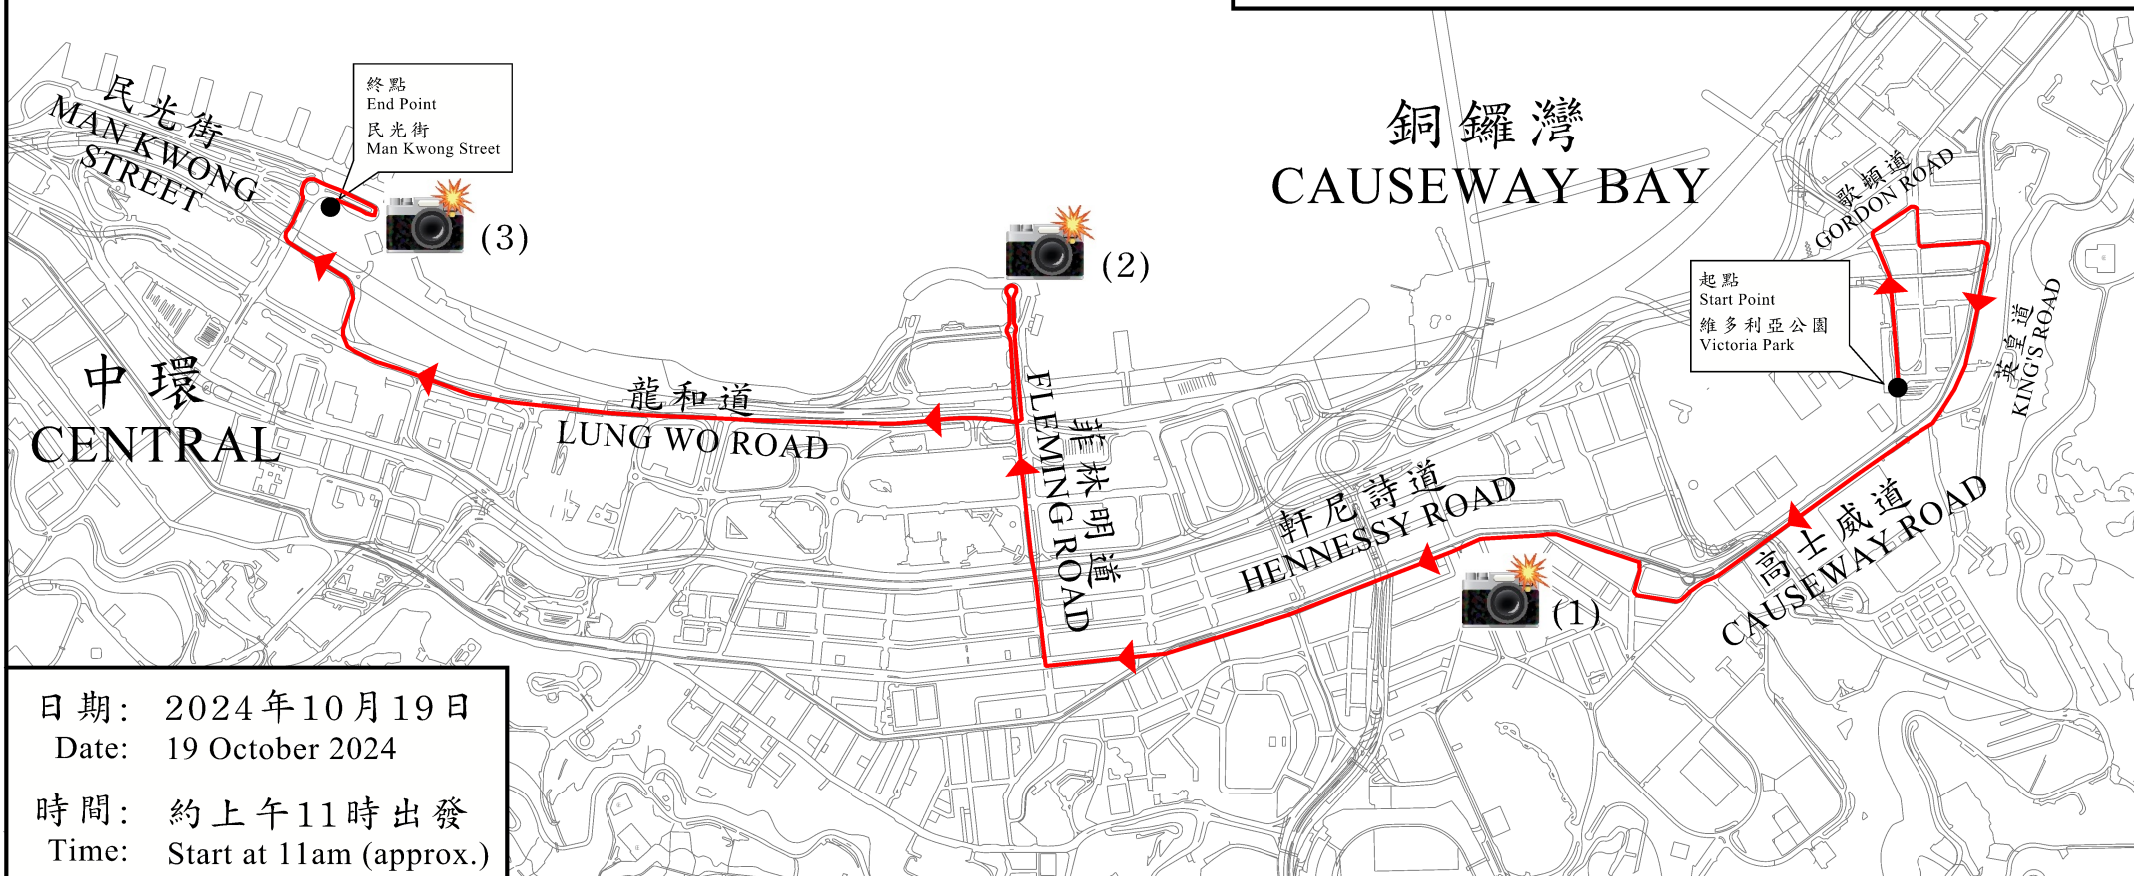 民光街
MAN KWONG
STREET
終點
End Point
民光街
Man Kwong Street
(3)
(2)
銅鑼灣
CAUSEWAY BAY
歌頓道
GORDON ROAD
起點
Start Point
維多利亞公園
Victoria Park
英皇道
KING'S ROAD
中環
CENTRAL
龍和道
LUNG WO ROAD
菲林明道
FLEMING ROAD
軒尼詩道
HENNESSY ROAD
(1)
高士威道
CAUSEWAY ROAD
日期: 2024年10月19日
Date: 19 October 2024
時間: 約上午11時出發
Time: Start at 11am (approx.)